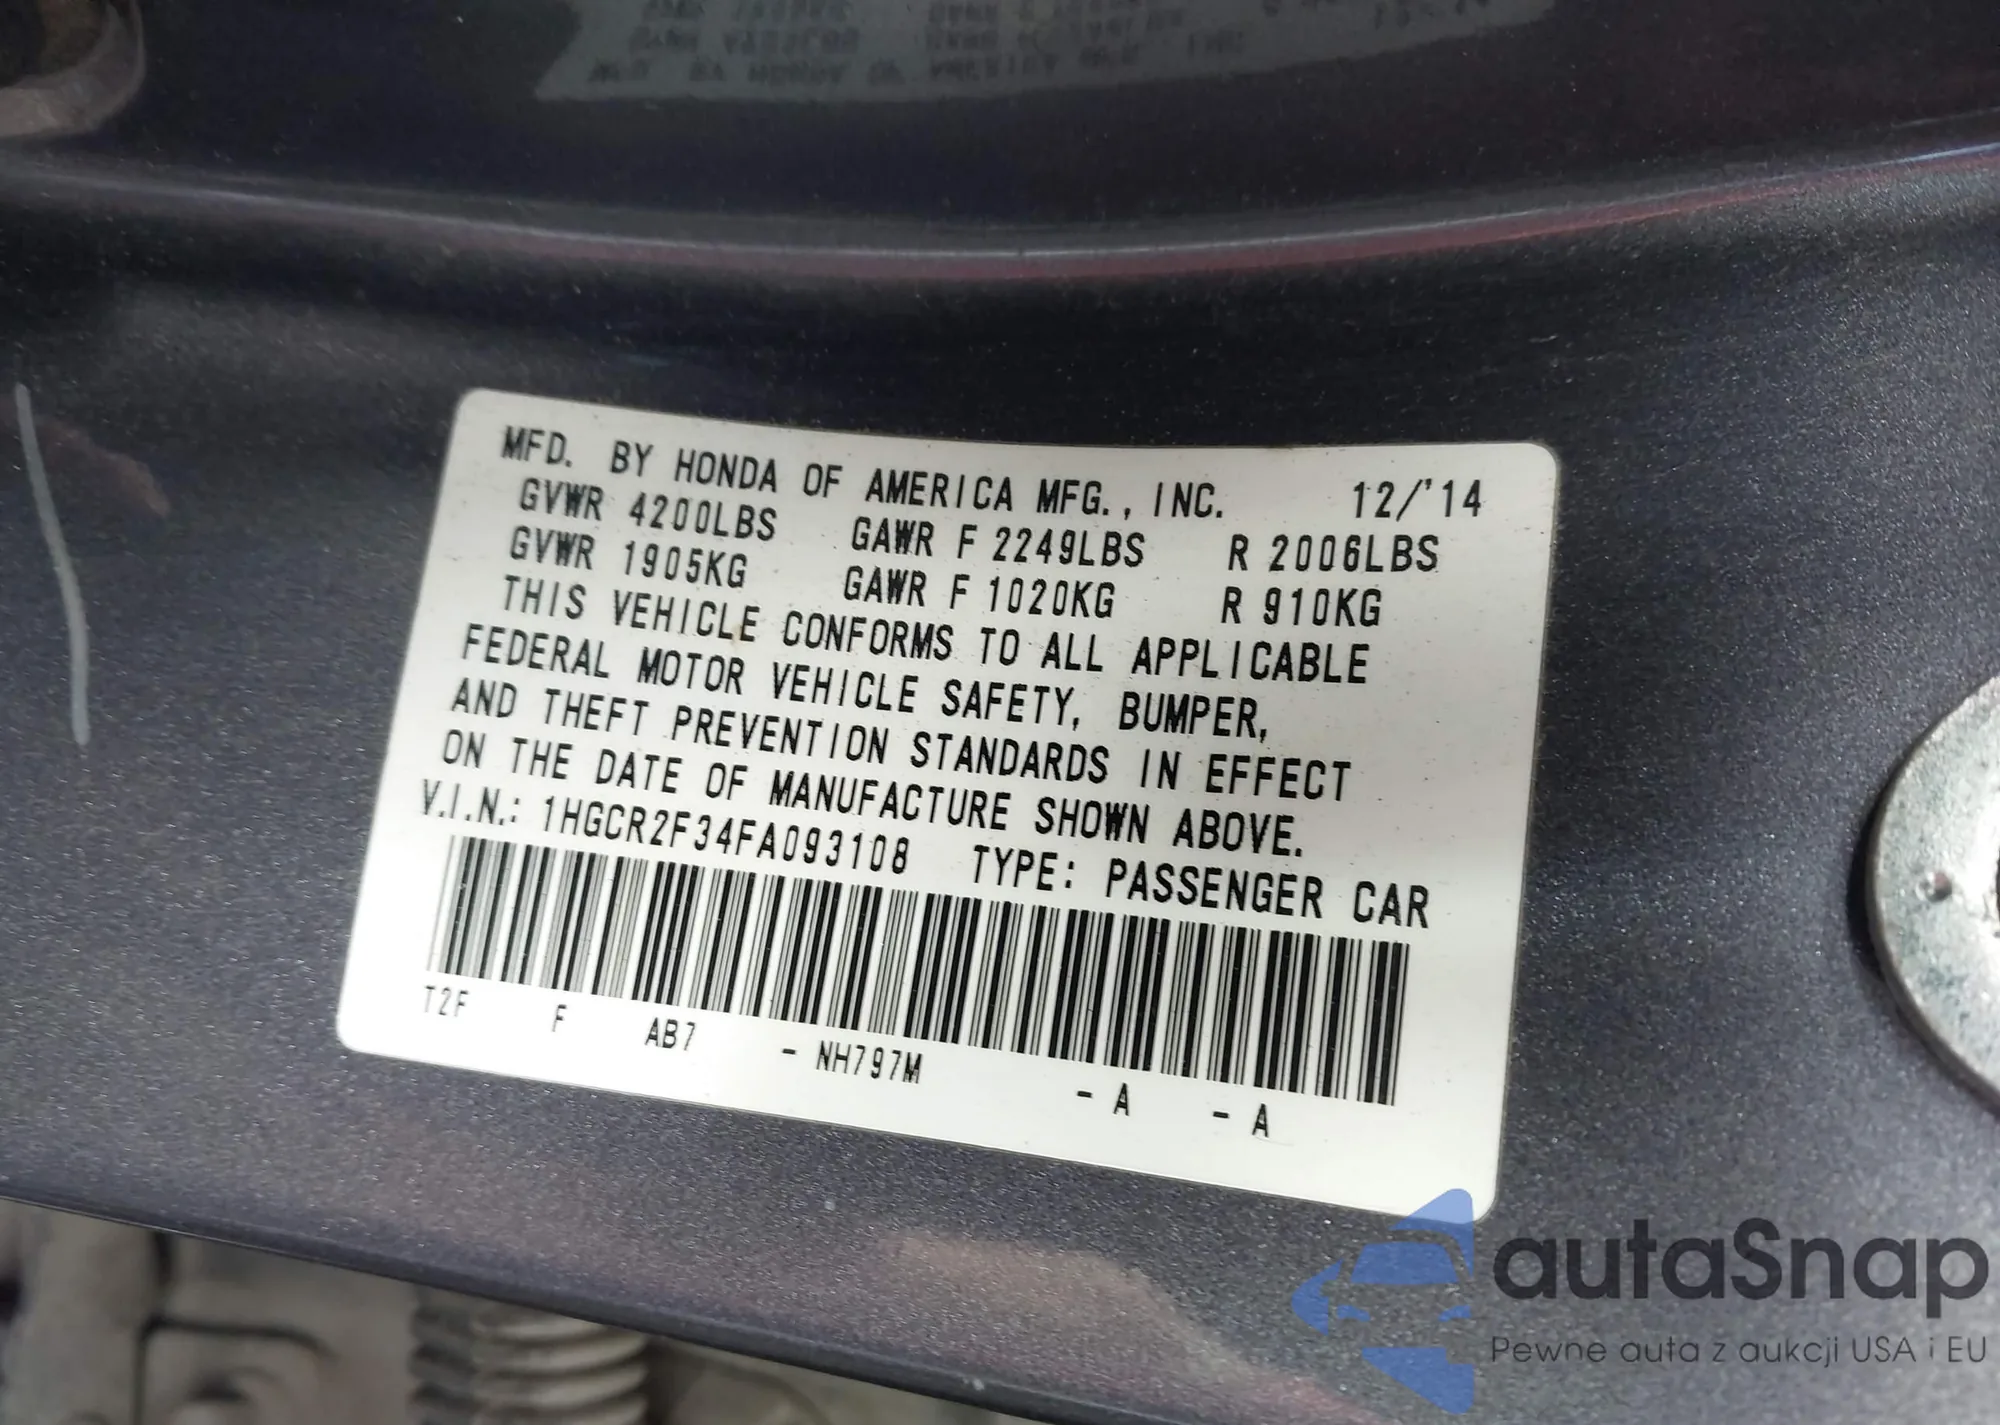 MFD. BY HONDA OF AMERICA MFG., INC. 12/'14
GVWR 4200LBS GAWR F 2249LBS R 2006LBS
GVWR 1905KG GAWR F 1020KG R 910KG
THIS VEHICLE CONFORMS TO ALL APPLICABLE
FEDERAL MOTOR VEHICLE SAFETY, BUMPER,
AND THEFT PREVENTION STANDARDS IN EFFECT
ON THE DATE OF MANUFACTURE SHOWN ABOVE.
V.I.N.: 1HGCR2F34FA093108 TYPE: PASSENGER CAR
T2F F AB7 - NH797M - A - A
autaSnap
Pewne auta z aukcji USA i EU